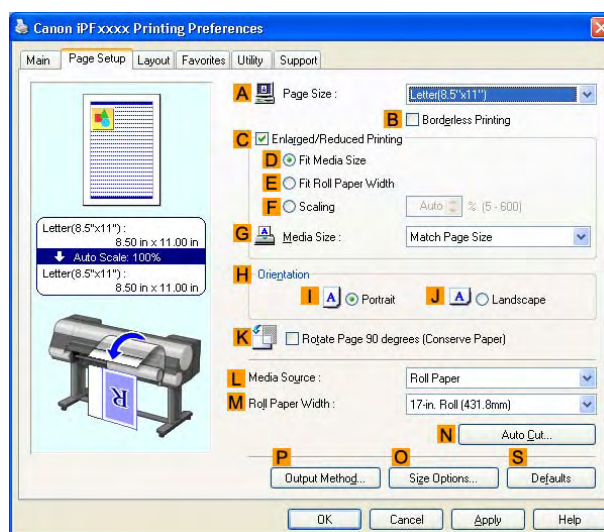 Canon iPFxxxx Printing Preferences
Main Page Setup Layout Favorites Utility Support
A Page Size : Letter(8.5"x11")
B Borderless Printing
C Enlarged/Reduced Printing
D Fit Media Size
E Fit Roll Paper Width
F Scaling Auto % (5 - 600)
G Media Size : Match Page Size
Letter(8.5"x11") :
8.50 in x 11.00 in
Auto Scale: 100%
Letter(8.5"x11") :
8.50 in x 11.00 in
H Orientation
I A Portrait J A Landscape
K Rotate Page 90 degrees (Conserve Paper)
R
L Media Source : Roll Paper
M Roll Paper Width : 17-in. Roll (431.8mm)
N Auto Cut...
P O S
Output Method... Size Options... Defaults
OK Cancel Apply Help